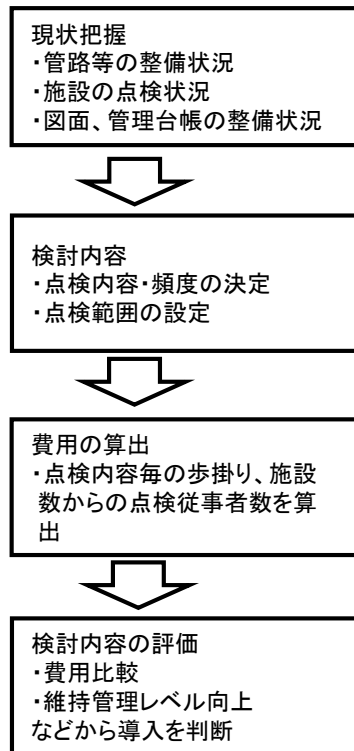 現状把握
・管路等の整備状況
・施設の点検状況
・図面、管理台帳の整備状況
検討内容
・点検内容・頻度の決定
・点検範囲の設定
費用の算出
・点検内容毎の歩掛り、施設
数からの点検従事者数を算
出
検討内容の評価
・費用比較
・維持管理レベル向上
などから導入を判断